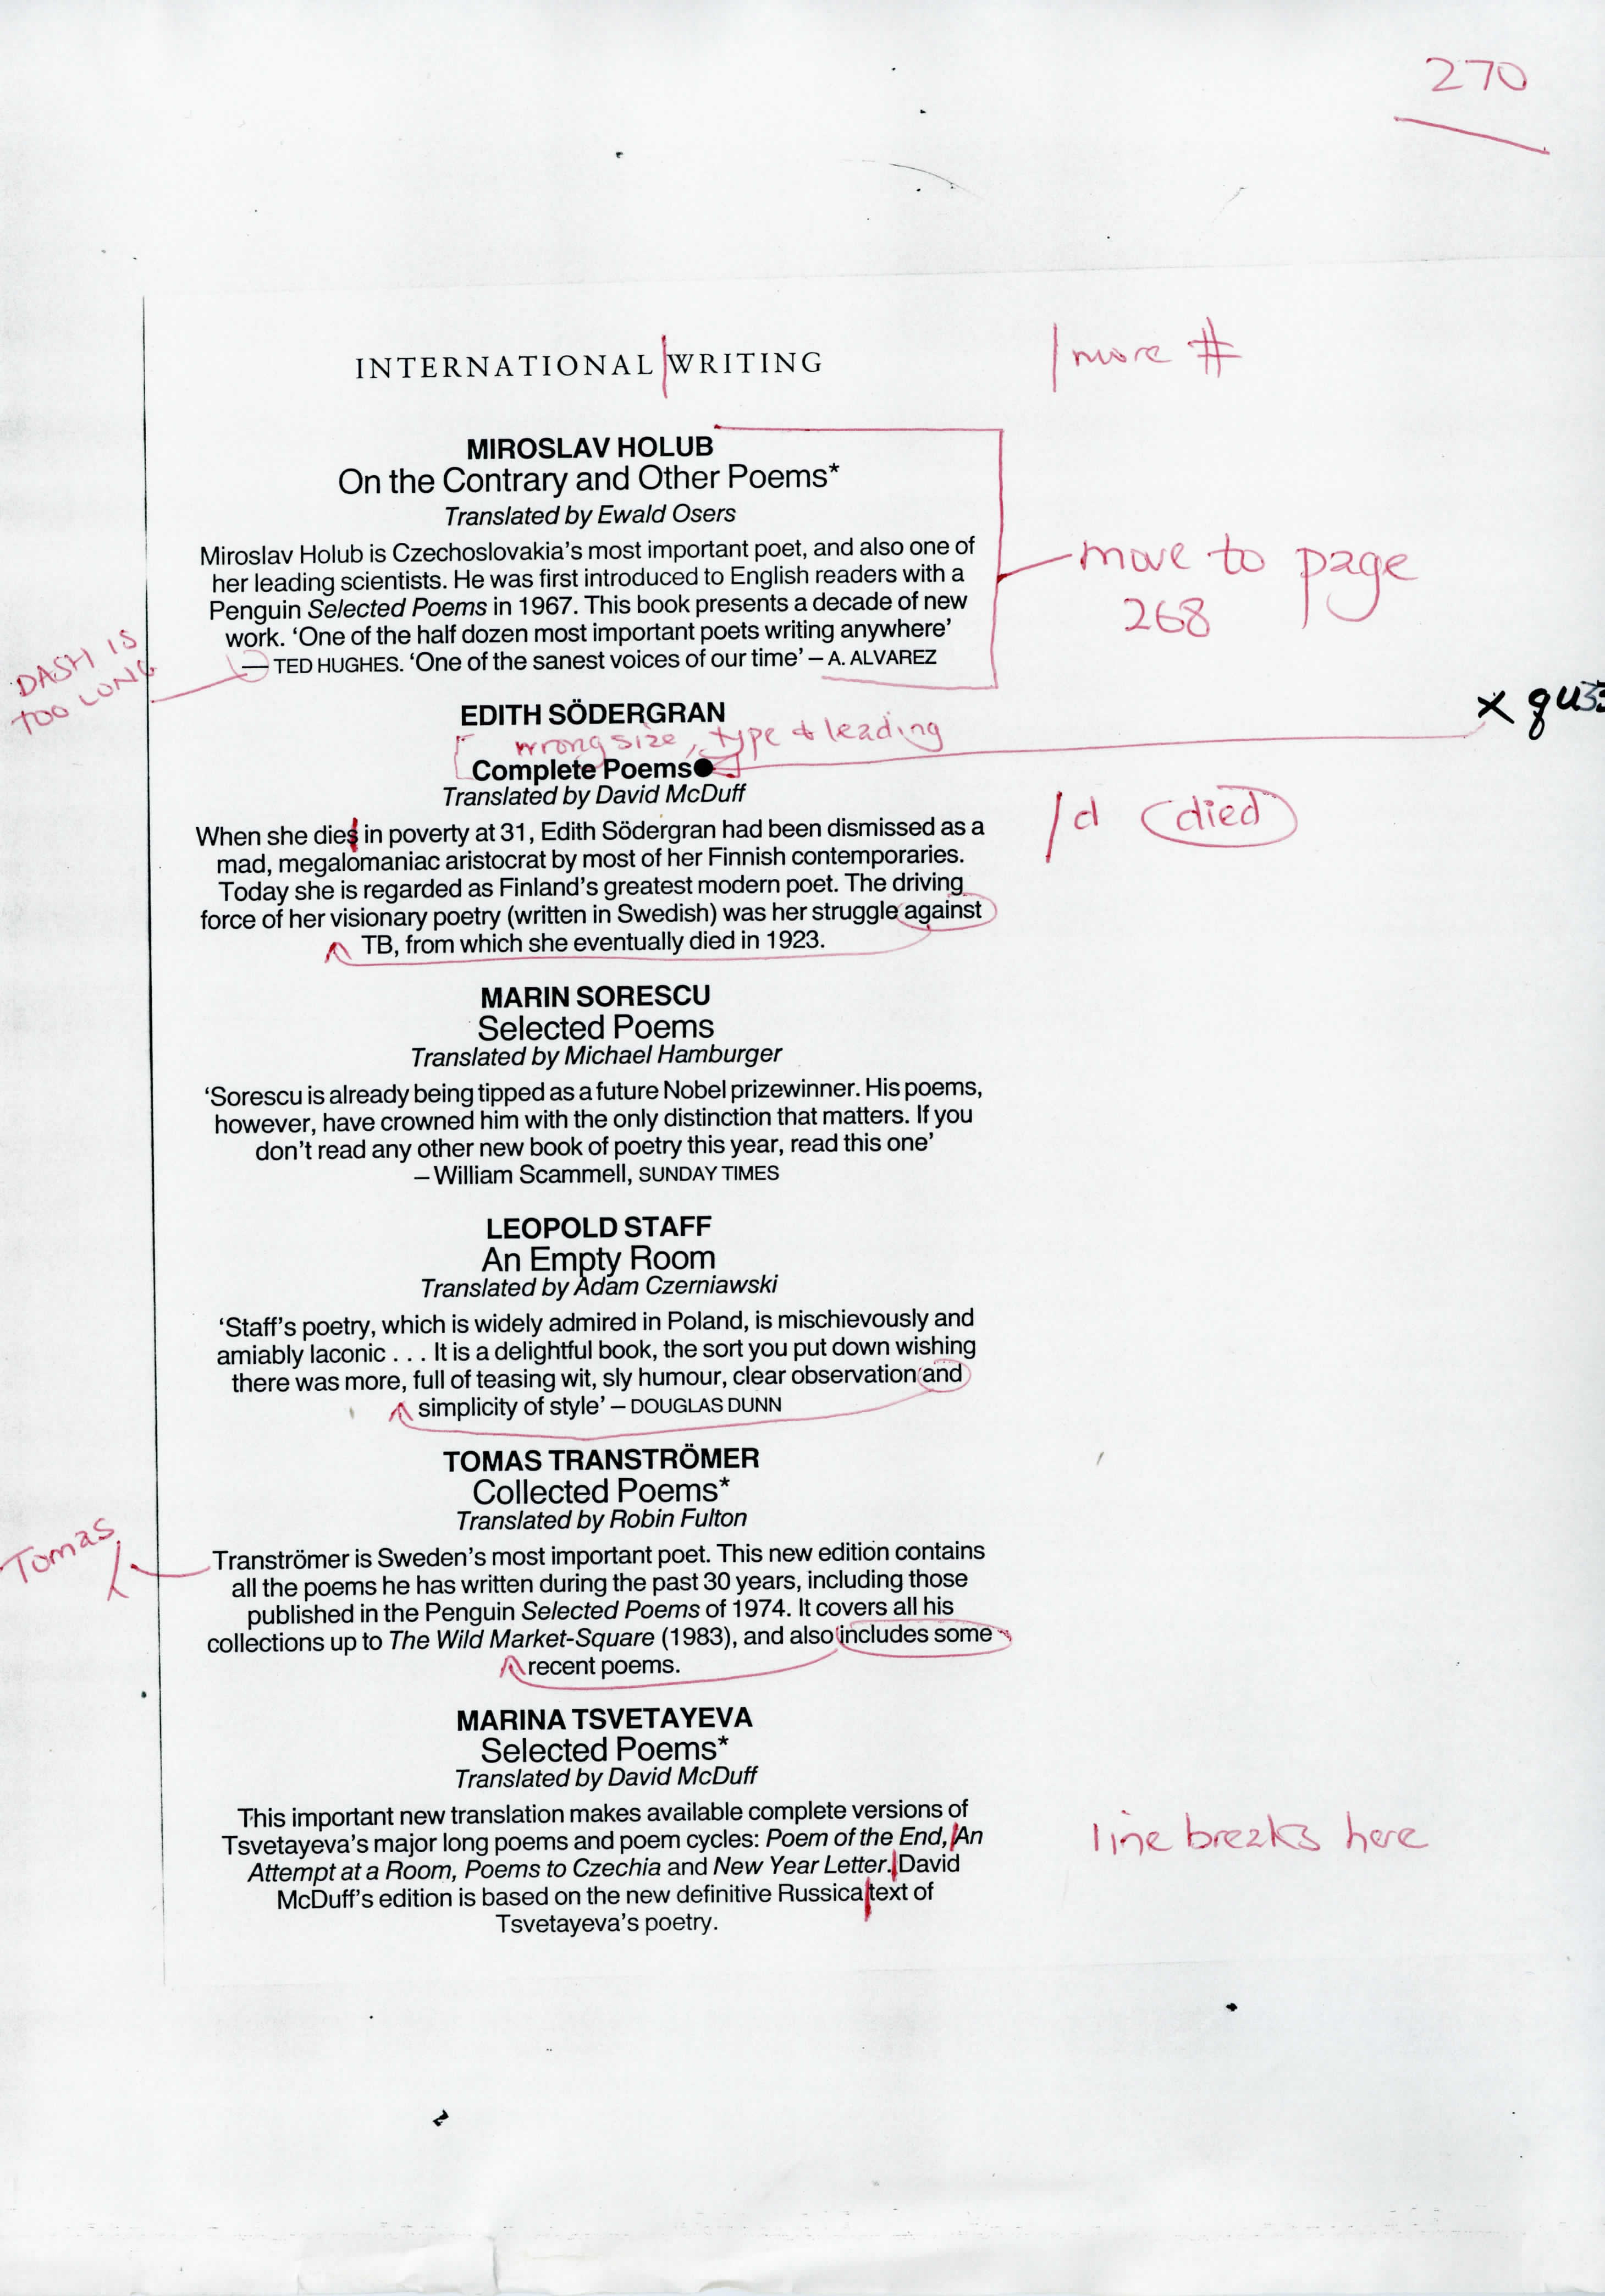 270
INTERNATIONAL WRITING
more #
MIROSLAV HOLUB
On the Contrary and Other Poems*
Translated by Ewald Osers
Miroslav Holub is Czechoslovakia's most important poet, and also one of
her leading scientists. He was first introduced to English readers with a
Penguin Selected Poems in 1967. This book presents a decade of new
work. ‘One of the half dozen most important poets writing anywhere’
— TED HUGHES. ‘One of the sanest voices of our time’ – A. ALVAREZ
move to page
268
DASH IS
TOO LONG
EDITH SÖDERGRAN
wrong size, type & leading
Complete Poems●
Translated by David McDuff
When she dies in poverty at 31, Edith Södergran had been dismissed as a
mad, megalomaniac aristocrat by most of her Finnish contemporaries.
Today she is regarded as Finland's greatest modern poet. The driving
force of her visionary poetry (written in Swedish) was her struggle against
TB, from which she eventually died in 1923.
/d died
MARIN SORESCU
Selected Poems
Translated by Michael Hamburger
‘Sorescu is already being tipped as a future Nobel prizewinner. His poems,
however, have crowned him with the only distinction that matters. If you
don't read any other new book of poetry this year, read this one’
– William Scammell, SUNDAY TIMES
LEOPOLD STAFF
An Empty Room
Translated by Adam Czerniawski
‘Staff's poetry, which is widely admired in Poland, is mischievously and
amiably laconic . . . It is a delightful book, the sort you put down wishing
there was more, full of teasing wit, sly humour, clear observation and
simplicity of style’ – DOUGLAS DUNN
TOMAS TRANSTRÖMER
Collected Poems*
Translated by Robin Fulton
Tomas
Tranströmer is Sweden's most important poet. This new edition contains
all the poems he has written during the past 30 years, including those
published in the Penguin Selected Poems of 1974. It covers all his
collections up to The Wild Market-Square (1983), and also includes some
recent poems.
MARINA TSVETAYEVA
Selected Poems*
Translated by David McDuff
This important new translation makes available complete versions of
Tsvetayeva's major long poems and poem cycles: Poem of the End, An
Attempt at a Room, Poems to Czechia and New Year Letter. David
McDuff's edition is based on the new definitive Russica text of
Tsvetayeva's poetry.
line breaks here